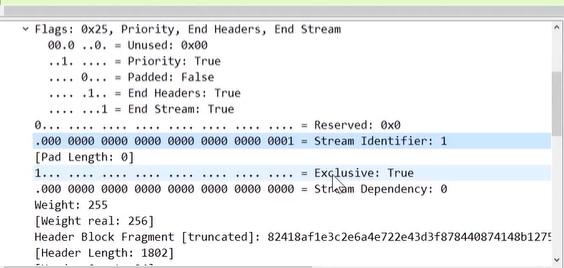 Flags: 0x25, Priority, End Headers, End Stream
00.0 ..0. = Unused: 0x00
..1. .... = Priority: True
.... 0... = Padded: False
.... .1.. = End Headers: True
.... ...1 = End Stream: True
0... .... .... .... .... .... .... .... = Reserved: 0x0
.000 0000 0000 0000 0000 0000 0000 0001 = Stream Identifier: 1
[Pad Length: 0]
1... .... .... .... .... .... .... .... = Exclusive: True
.000 0000 0000 0000 0000 0000 0000 0000 = Stream Dependency: 0
Weight: 255
[Weight real: 256]
Header Block Fragment [truncated]: 82418af1e3c2e6a4e722e43d3f878440874148b1275
[Header Length: 1802]